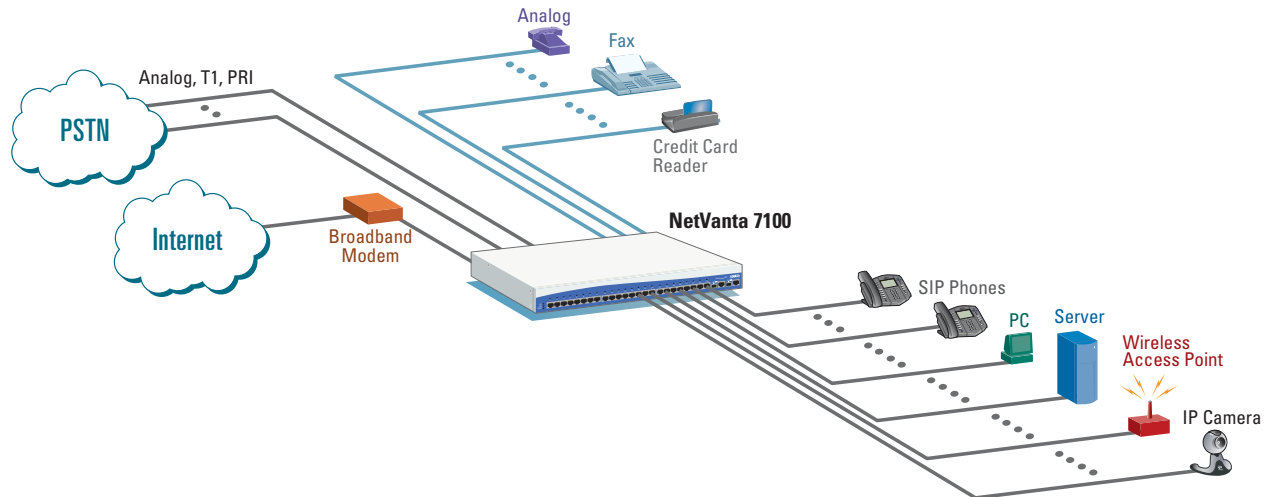 Analog
Fax
Analog, T1, PRI
PSTN
Credit Card
Reader
NetVanta 7100
Internet
Broadband
Modem
SIP Phones
PC
Server
Wireless
Access Point
IP Camera